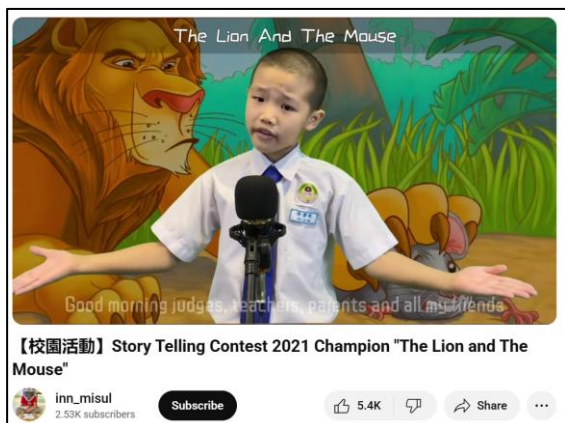 The Lion And The Mouse
Good morning judges, teachers, parents and all my friends
【校園活動】Story Telling Contest 2021 Champion "The Lion and The
Mouse"
inn_misul
2.53K subscribers
Subscribe
5.4K
Share